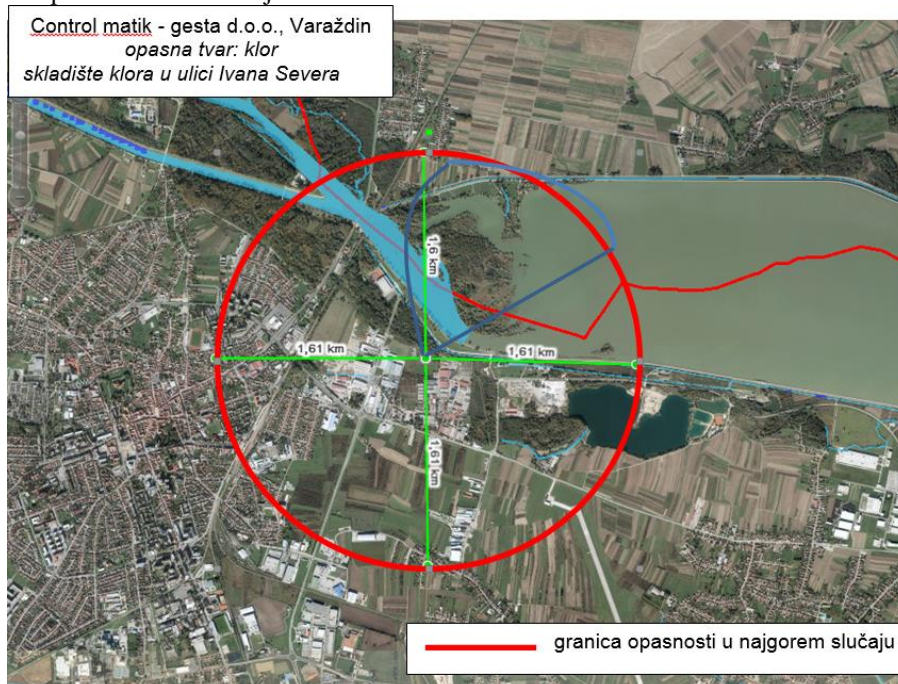 Control matik - gesta d.o.o., Varaždin
opasna tvar: klor
skladište klora u ulici Ivana Severa
1,6 km
1,61 km
1,61 km
1,61 km
granica opasnosti u najgorem slučaju